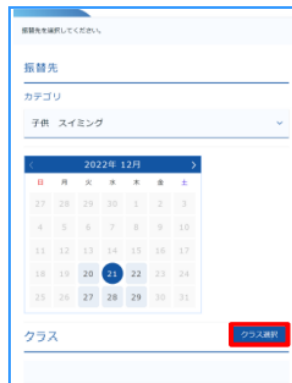 振替先を選択してください。
振替先
カテゴリ
子供 スイミング
2022年 12月
日 月 火 水 木 金 土
27 28 29 30 1 2 3
4 5 6 7 8 9 10
11 12 13 14 15 16 17
18 19 20 21 22 23 24
25 26 27 28 29 30 31
クラス
クラス選択